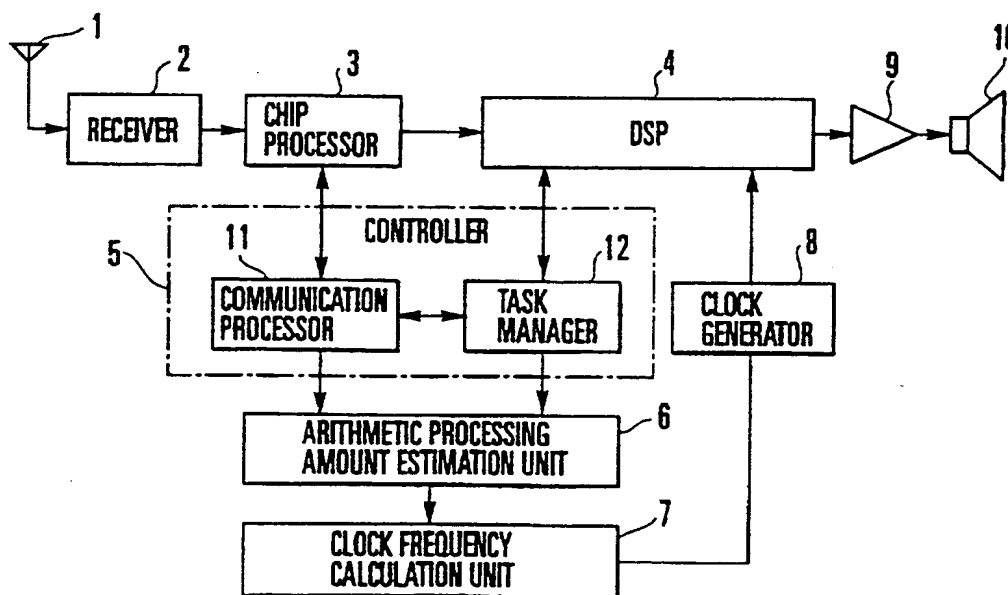 1
2
3
4
9
10
RECEIVER
CHIP
PROCESSOR
DSP
CONTROLLER
5
11
12
8
COMMUNICATION
PROCESSOR
TASK
MANAGER
CLOCK
GENERATOR
6
ARITHMETIC PROCESSING
AMOUNT ESTIMATION UNIT
7
CLOCK FREQUENCY
CALCULATION UNIT